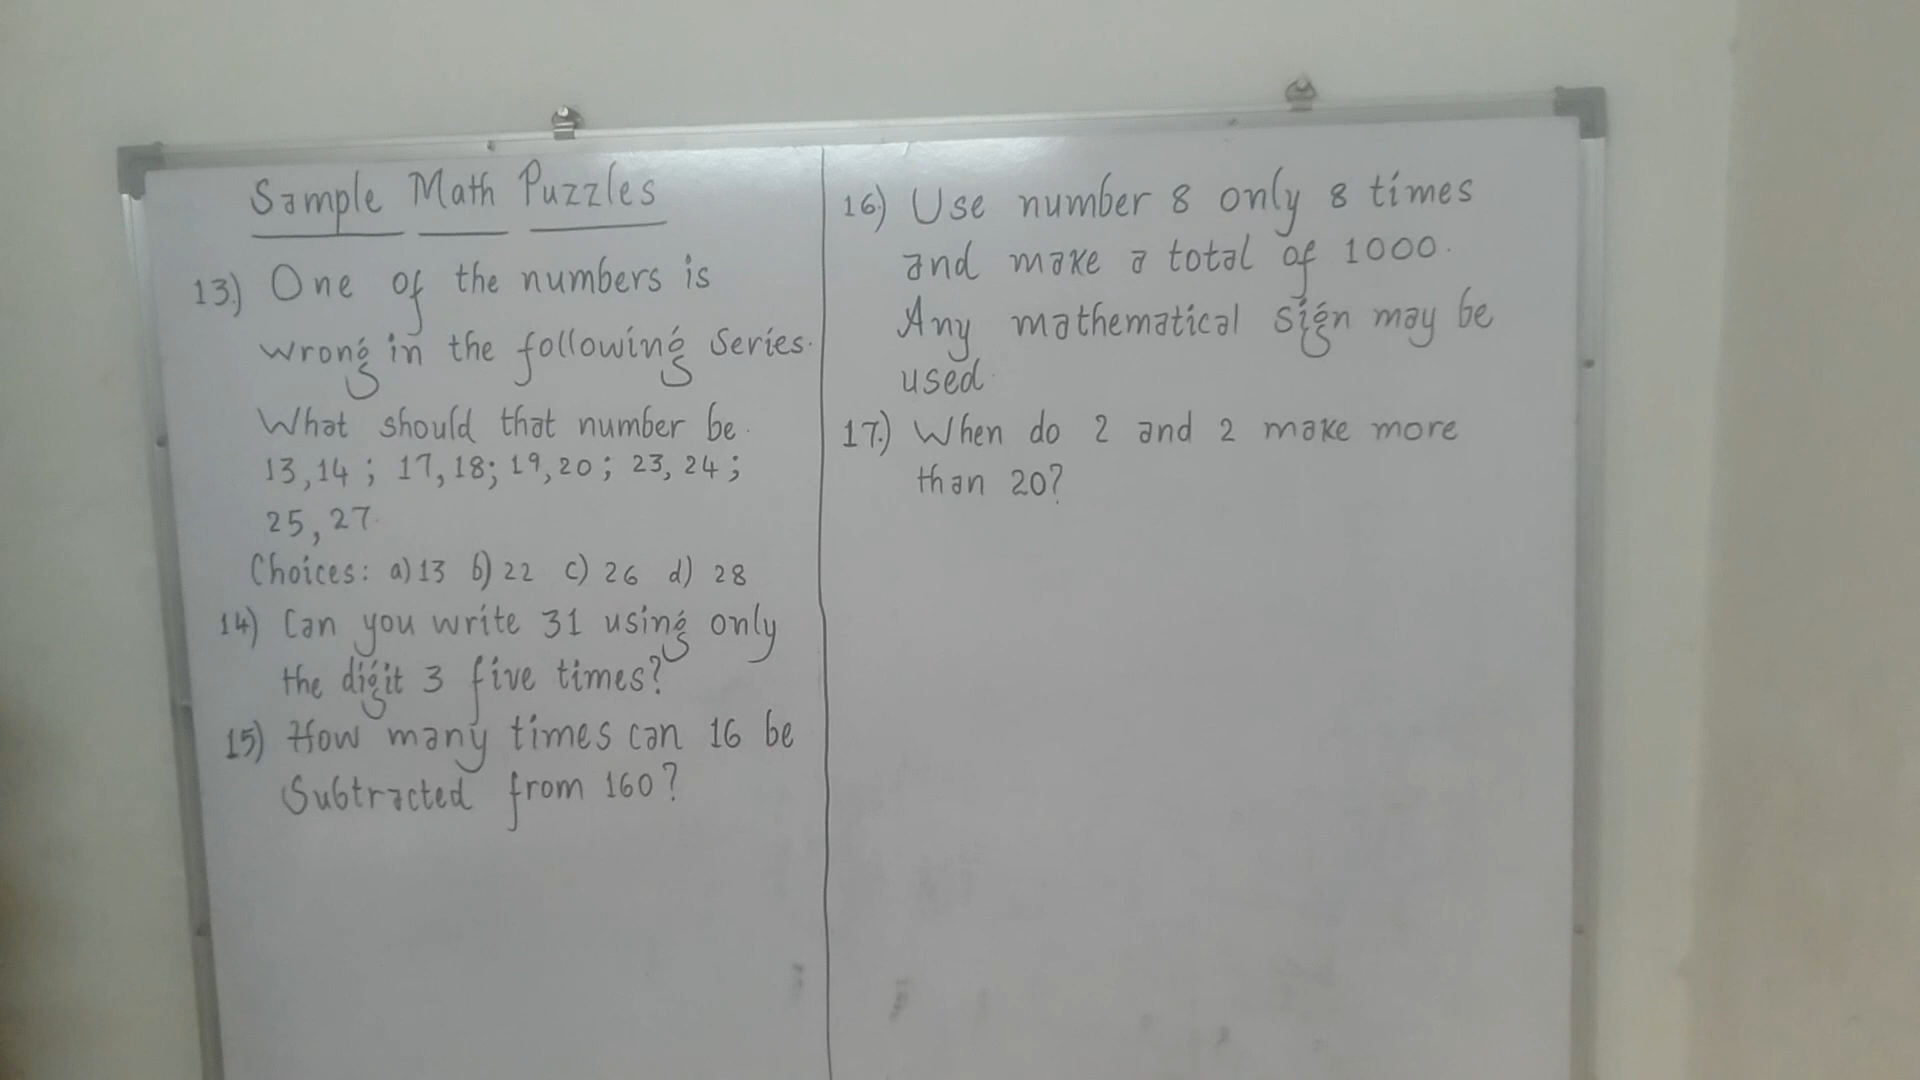 Sample Math Puzzles
13) One of the numbers is
wrong in the following series.
What should that number be.
13,14 ; 17,18; 19,20 ; 23, 24 ;
25, 27.
Choices: a) 13 b) 22 c) 26 d) 28
14) Can you write 31 using only
the digit 3 five times?
15) How many times can 16 be
Subtracted from 160?
16) Use number 8 only 8 times
and make a total of 1000.
Any mathematical sign may be
used.
17.) When do 2 and 2 make more
than 20?